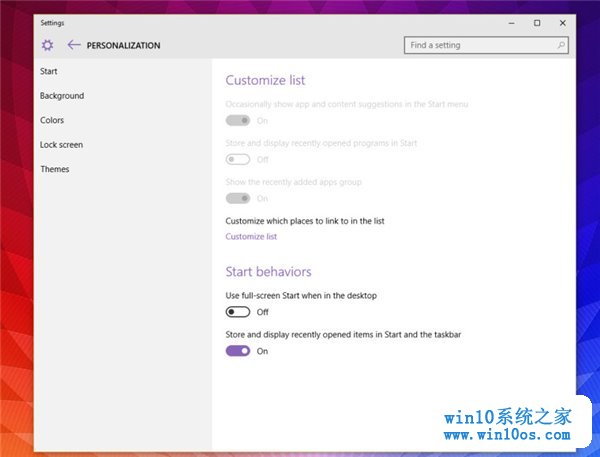 Settings
PERSONALIZATION
Find a setting
Start
Background
Colors
Lock screen
Themes
Customize list
Occasionally show app and content suggestions in the Start menu
On
Store and display recently opened programs in Start
Off
Show the recently added apps group
On
Customize which places to link to in the list
Customize list
Start behaviors
Use full-screen Start when in the desktop
Off
Store and display recently opened items in Start and the taskbar
On
win10系统之家
www.win10os.com